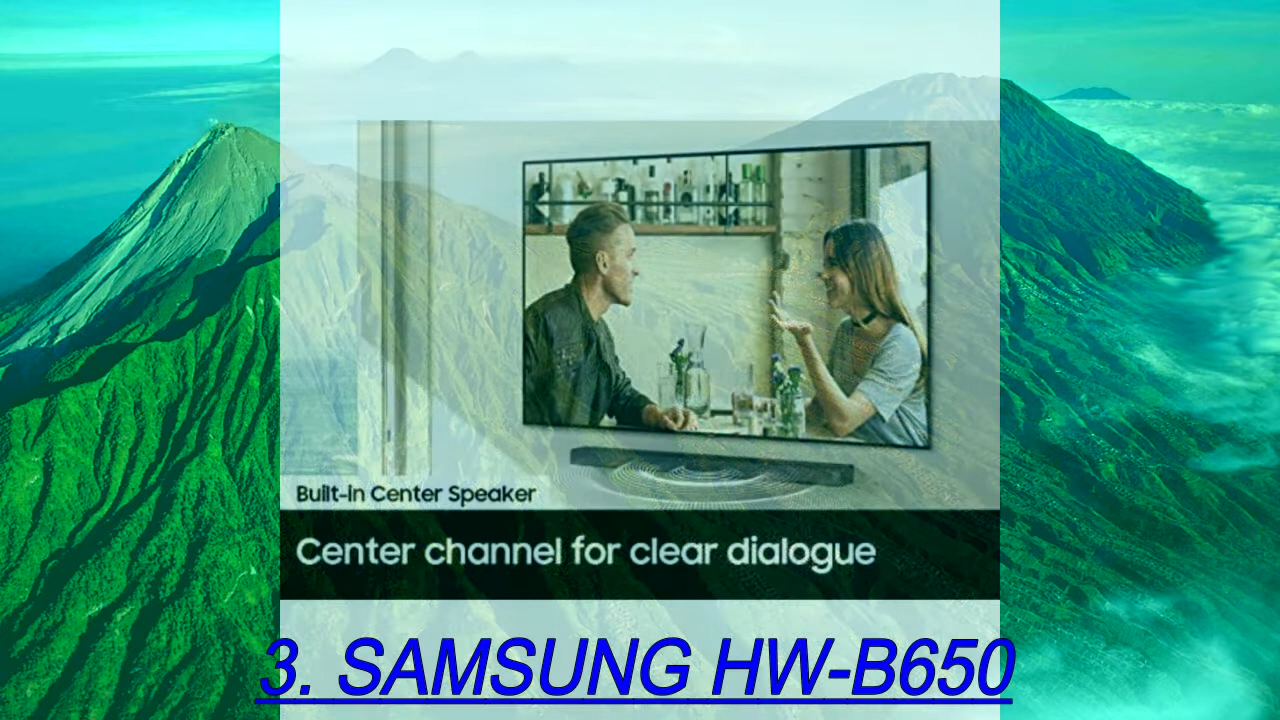 Built-in Center Speaker
Center channel for clear dialogue
3. SAMSUNG HW-B650